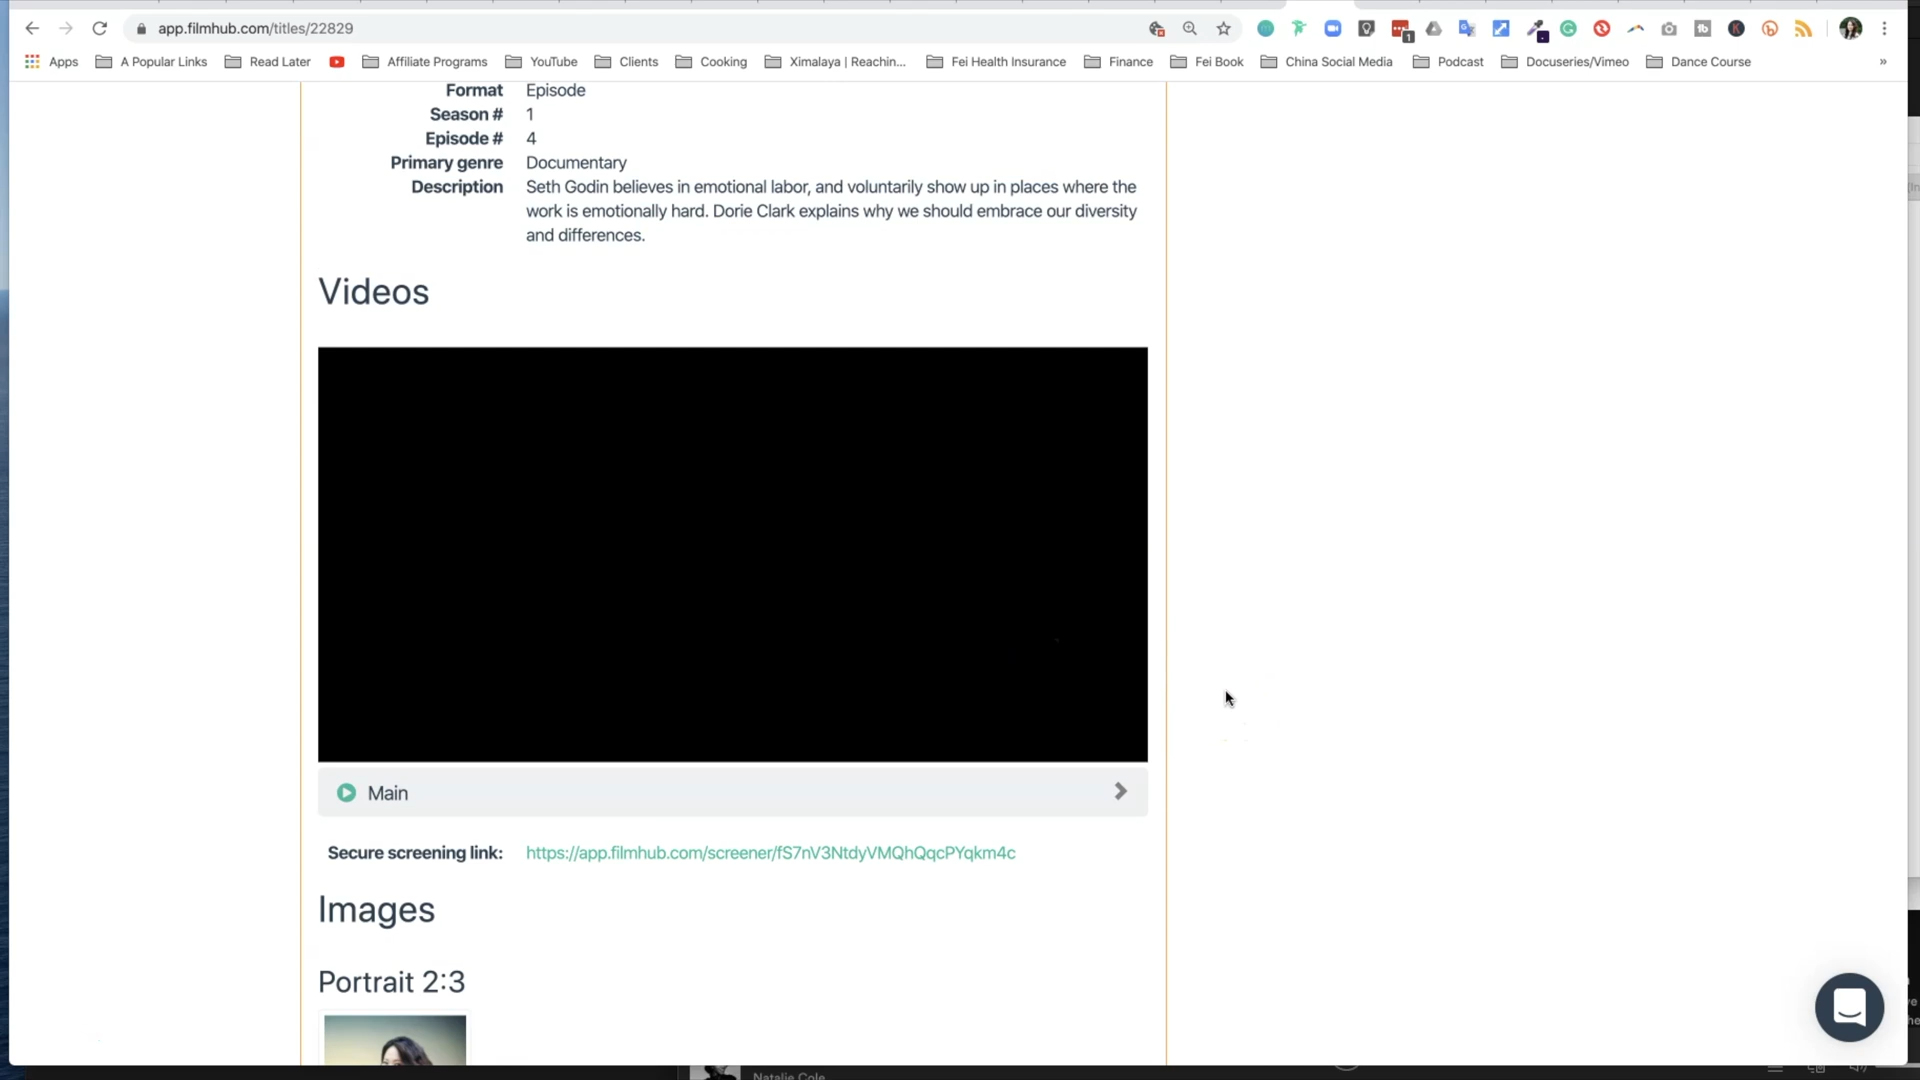 app.filmhub.com/titles/22829
Apps A Popular Links Read Later Affiliate Programs YouTube Clients Cooking Ximalaya | Reachin... Fei Health Insurance Finance Fei Book China Social Media Podcast Docuseries/Vimeo Dance Course »
Format Episode
Season # 1
Episode # 4
Primary genre Documentary
Description Seth Godin believes in emotional labor, and voluntarily show up in places where the
work is emotionally hard. Dorie Clark explains why we should embrace our diversity
and differences.
Videos
Main
Secure screening link: https://app.filmhub.com/screener/fS7nV3NtdyVMQhQqcPYqkm4c
Images
Portrait 2:3
Natalie Cole